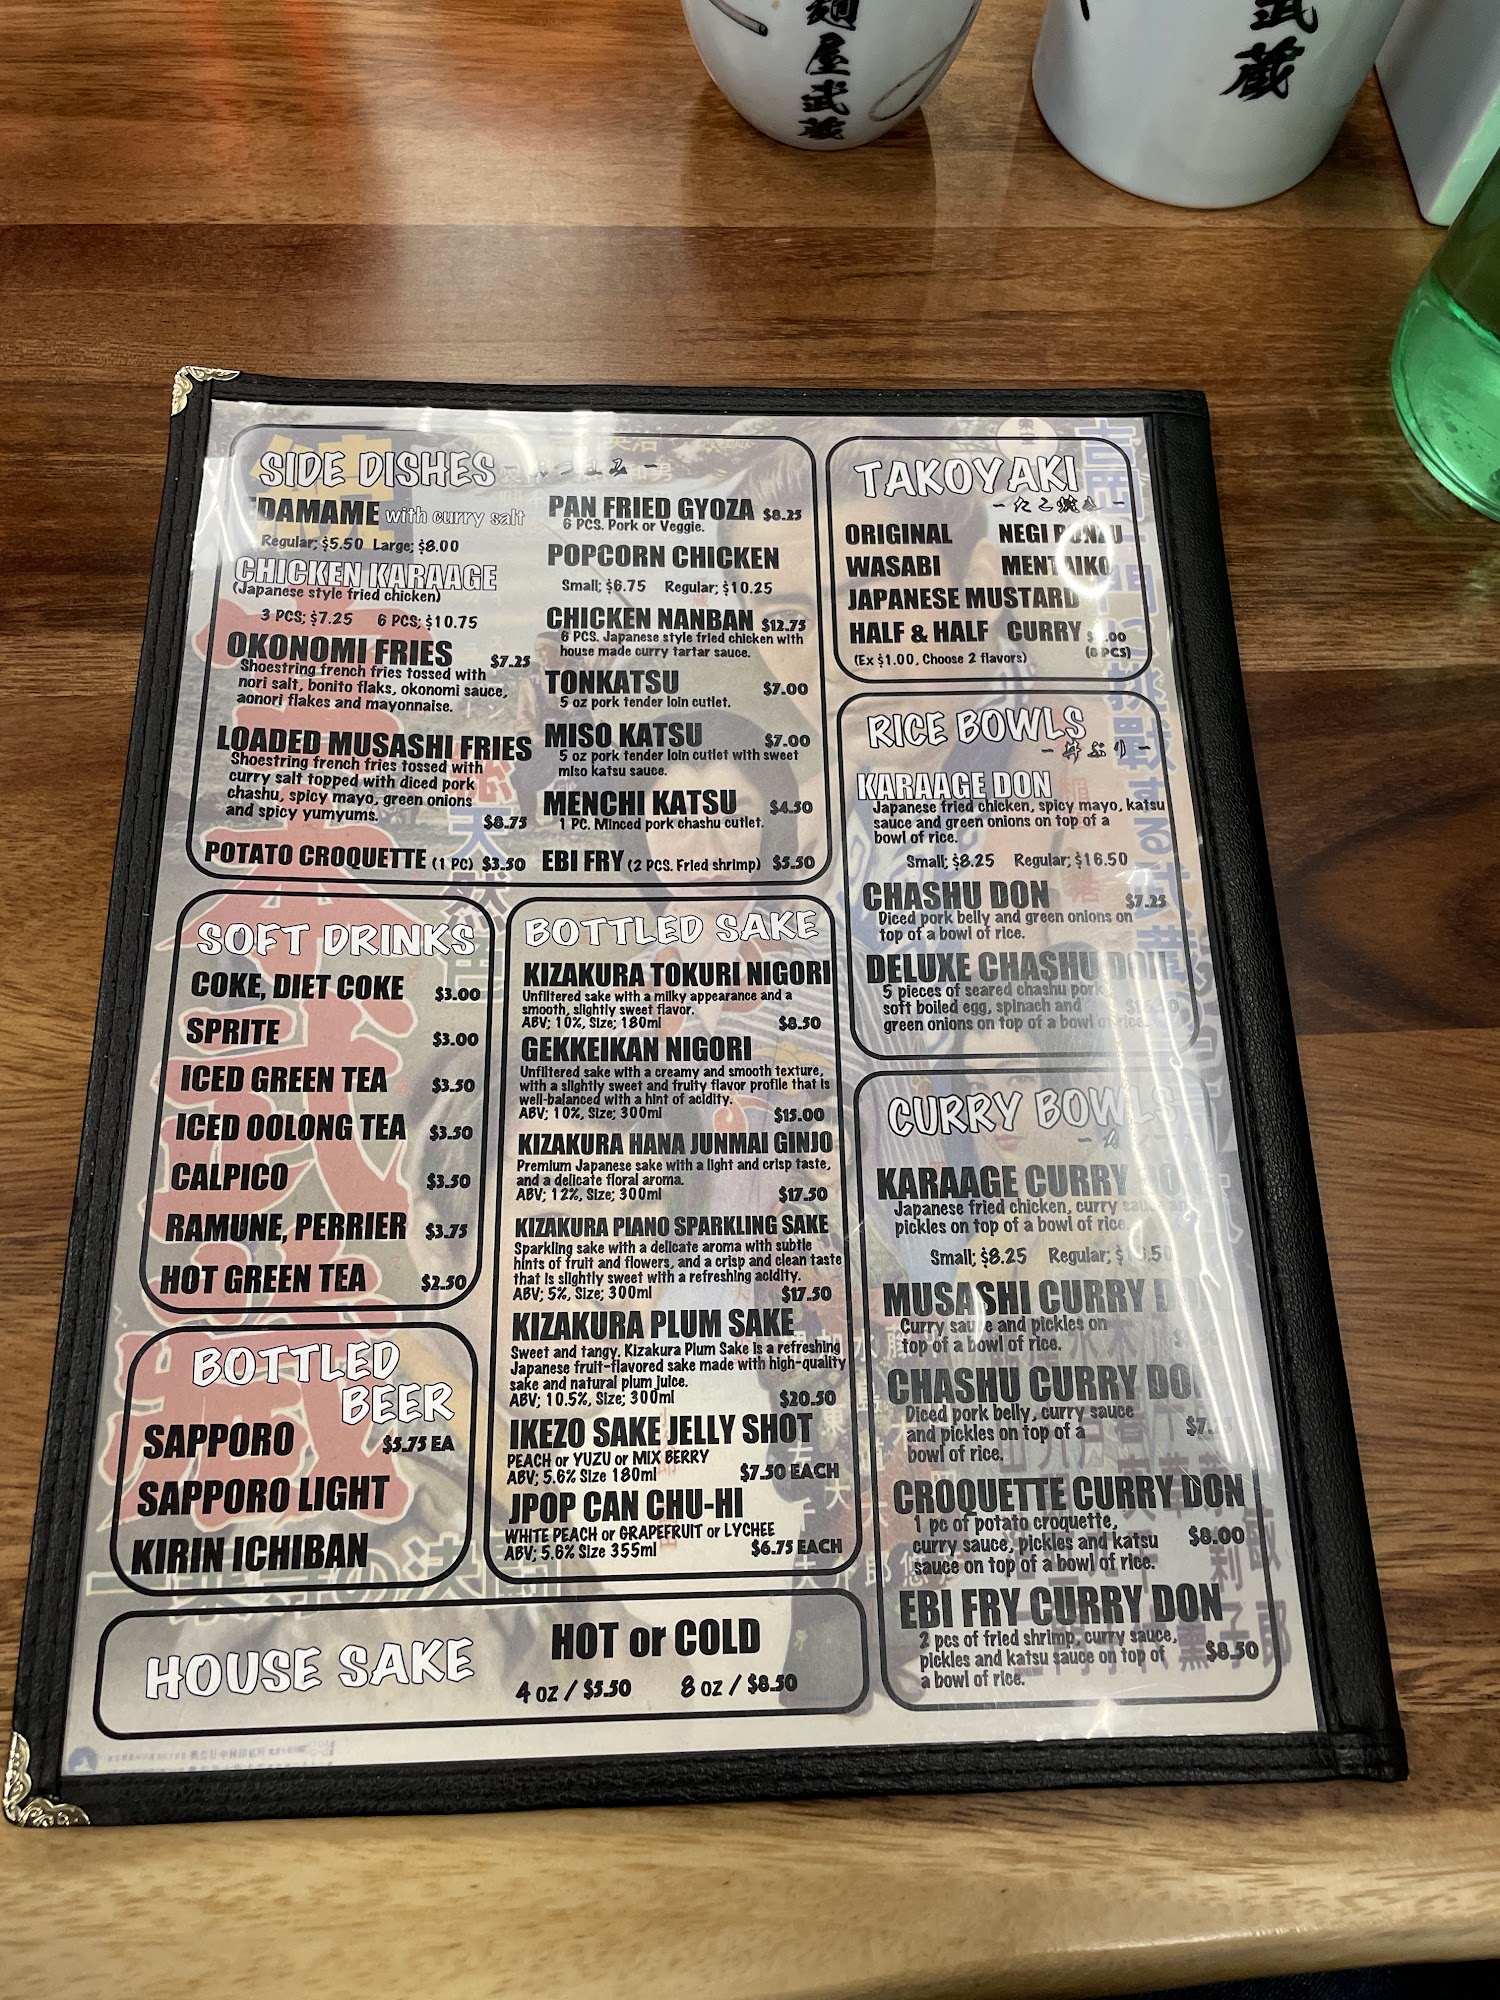 麺屋武蔵
武蔵
SIDE DISHES
EDAMAME with curry salt
Regular; $5.50 Large; $8.00
CHICKEN KARAAGE
(Japanese style fried chicken)
3 PCS; $7.25 6 PCS; $10.75
OKONOMI FRIES $7.25
Shoestring french fries tossed with
nori salt, bonito flaks, okonomi sauce,
aonori flakes and mayonnaise.
LOADED MUSASHI FRIES
Shoestring french fries tossed with
curry salt topped with diced pork
chashu, spicy mayo, green onions
and spicy yumyums. $8.75
POTATO CROQUETTE (1 PC) $3.50
PAN FRIED GYOZA $8.25
6 PCS. Pork or Veggie.
POPCORN CHICKEN
Small; $6.75 Regular; $10.25
CHICKEN NANBAN $12.75
6 PCS. Japanese style fried chicken with
house made curry tartar sauce.
TONKATSU $7.00
5 oz pork tender loin cutlet.
MISO KATSU $7.00
5 oz pork tender loin cutlet with sweet
miso katsu sauce.
MENCHI KATSU $4.50
1 PC. Minced pork chashu cutlet.
EBI FRY (2 PCS. Fried shrimp) $5.50
TAKOYAKI
ORIGINAL NEGI
WASABI MENTAIKO
JAPANESE MUSTARD
HALF & HALF CURRY
(Ex $1.00, Choose 2 flavors) (8 PCS)
RICE BOWLS
-丼ぶり-
KARAAGE DON
Japanese fried chicken, spicy mayo, katsu
sauce and green onions on top of a
bowl of rice.
Small; $8.25 Regular; $16.50
CHASHU DON $7.25
Diced pork belly and green onions on
top of a bowl of rice.
DELUXE CHASHU DON
5 pieces of seared chashu pork
soft boiled egg, spinach and
green onions on top of a bowl of rice.
CURRY BOWLS
KARAAGE CURRY
Japanese fried chicken, curry
pickles on top of a bowl of rice.
Small; $8.25 Regular;
MUSASHI CURRY
Curry sauce and pickles on
top of a bowl of rice.
CHASHU CURRY DON
Diced pork belly, curry sauce
and pickles on top of a
bowl of rice.
CROQUETTE CURRY DON
1 pc of potato croquette,
curry sauce, pickles and katsu $8.00
sauce on top of a bowl of rice.
EBI FRY CURRY DON
2 pcs of fried shrimp, curry sauce,
pickles and katsu sauce on top of $8.50
a bowl of rice.
SOFT DRINKS
COKE, DIET COKE $3.00
SPRITE $3.00
ICED GREEN TEA $3.50
ICED OOLONG TEA $3.50
CALPICO $3.50
RAMUNE, PERRIER $3.75
HOT GREEN TEA $2.50
BOTTLED
BEER
SAPPORO $5.75 EA
SAPPORO LIGHT
KIRIN ICHIBAN
BOTTLED SAKE
KIZAKURA TOKURI NIGORI
Unfiltered sake with a milky appearance and a
smooth, slightly sweet flavor.
ABV; 10%, Size; 180ml $8.50
GEKKEIKAN NIGORI
Unfiltered sake with a creamy and smooth texture,
with a slightly sweet and fruity flavor profile that is
well-balanced with a hint of acidity.
ABV; 10%, Size; 300ml $15.00
KIZAKURA HANA JUNMAI GINJO
Premium Japanese sake with a light and crisp taste,
and a delicate floral aroma.
ABV; 12%, Size; 300ml $17.50
KIZAKURA PIANO SPARKLING SAKE
Sparkling sake with a delicate aroma with subtle
hints of fruit and flowers, and a crisp and clean taste
that is slightly sweet with a refreshing acidity.
ABV; 5%, Size; 300ml $17.50
KIZAKURA PLUM SAKE
Sweet and tangy. Kizakura Plum Sake is a refreshing
Japanese fruit-flavored sake made with high-quality
sake and natural plum juice.
ABV; 10.5%, Size; 300ml $20.50
IKEZO SAKE JELLY SHOT
PEACH or YUZU or MIX BERRY
ABV; 5.6% Size 180ml $7.50 EACH
JPOP CAN CHU-HI
WHITE PEACH or GRAPEFRUIT or LYCHEE
ABV; 5.6% Size 355ml $6.75 EACH
HOUSE SAKE
HOT or COLD
4 oz / $5.50 8 oz / $8.50